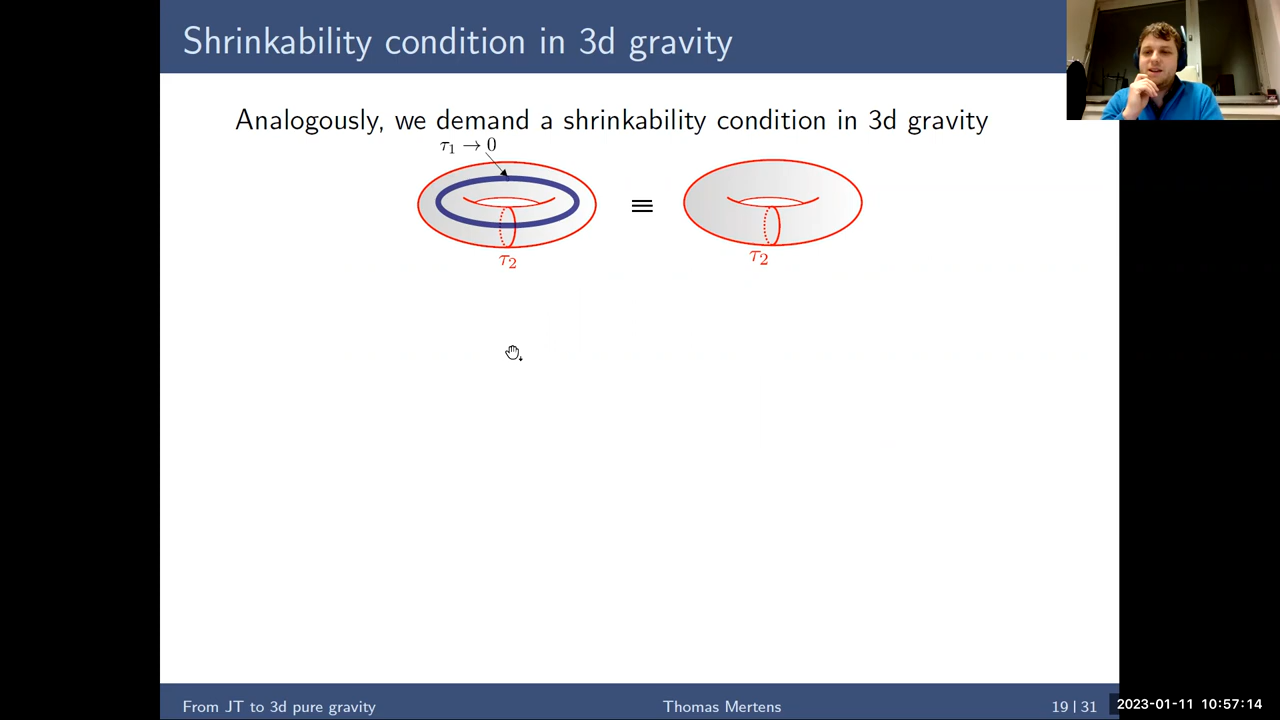 Shrinkability condition in 3d gravity
Analogously, we demand a shrinkability condition in 3d gravity
τ₁ → 0
≡
τ₂
τ₂
From JT to 3d pure gravity
Thomas Mertens
19 | 31
2023-01-11 10:57:14